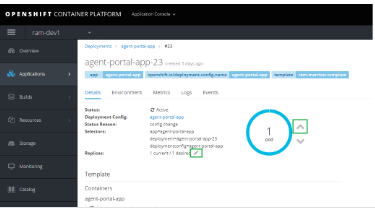 OPENSHIFT CONTAINER PLATFORM Application Console
ram-dev1
Overview
Applications
Builds
Resources
Storage
Monitoring
Catalog
Deployments agent-portal-app #23
agent-portal-app-23 created 5 days ago
app agent-portal-app openshift.io/deployment-config.name agent-portal-app template
Details Environment Metrics Logs Events
Status: Active
Deployment Config: agent-portal-app
Status Reason: config change
Selectors: app=agent-portal-app
deployment=agent-portal-app-23
deploymentconfig=agent-portal-app
Replicas: 1 current / 1 desired
1
pod
Template
Containers
agent-portal-app